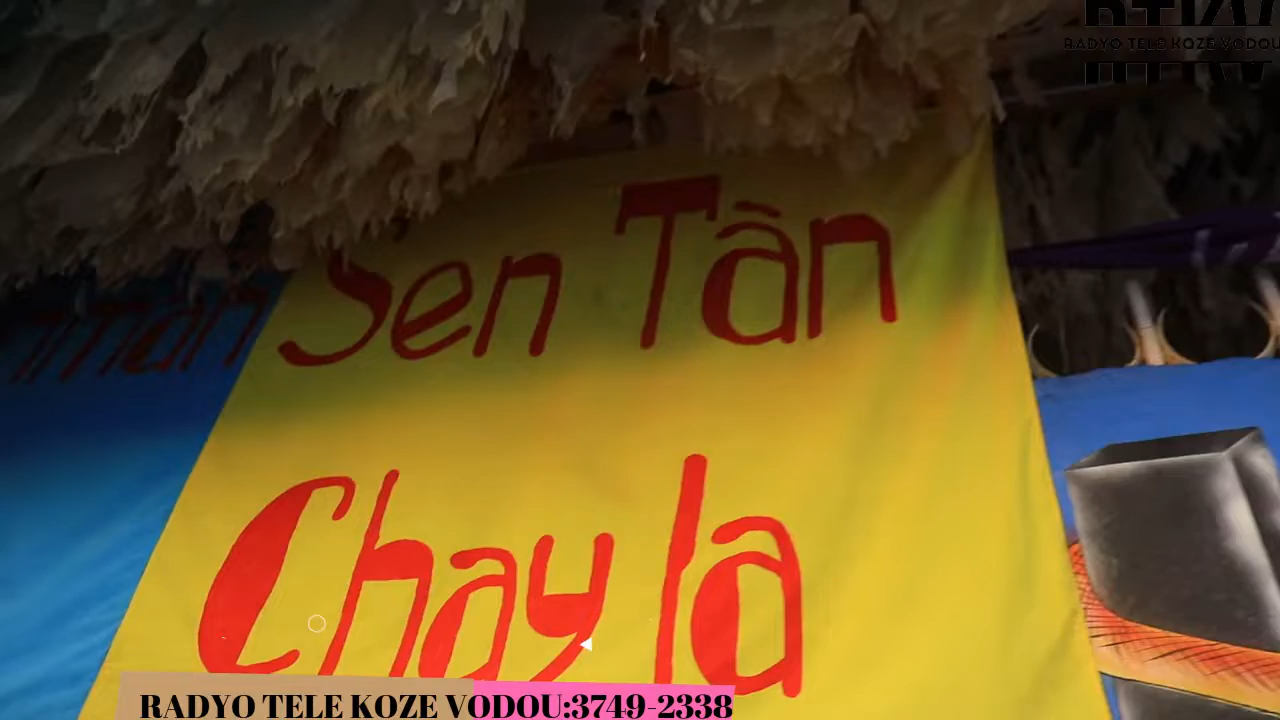 RADYO TELE KOZE VODOU
Sen Tàn
Chay la
RADYO TELE KOZE VODOU:3749-2338